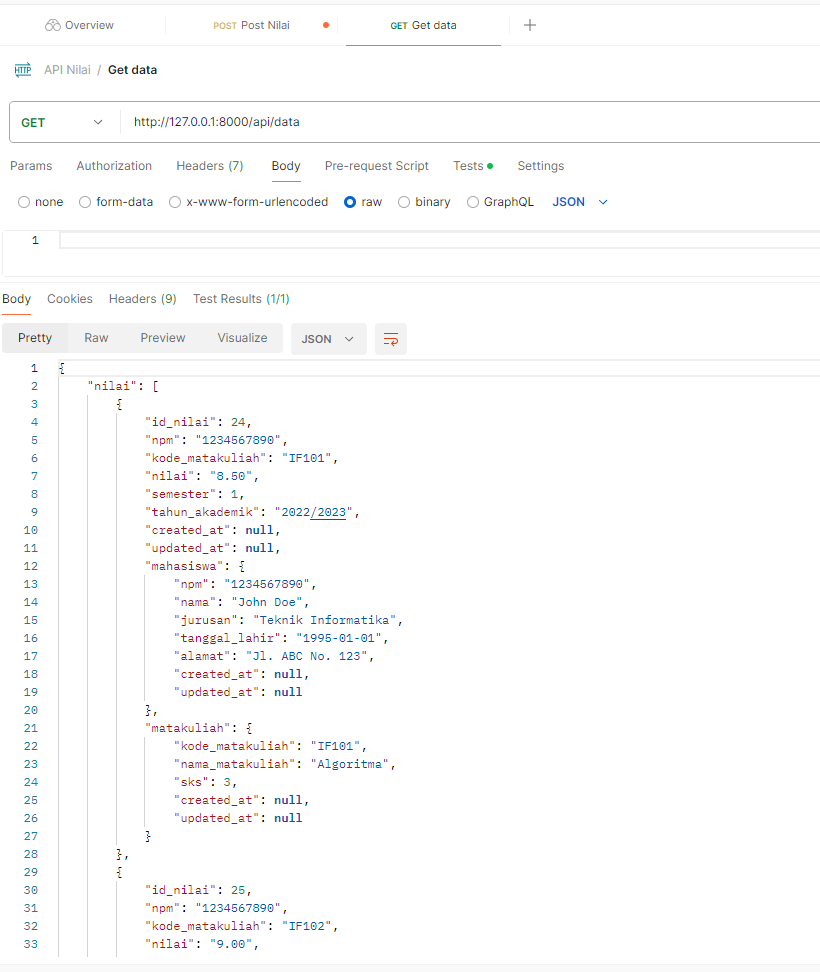 Overview POST Post Nilai GET Get data
HTTP API Nilai / Get data
GET http://127.0.0.1:8000/api/data
Params Authorization Headers (7) Body Pre-request Script Tests Settings
none form-data x-www-form-urlencoded raw binary GraphQL JSON
1
Body Cookies Headers (9) Test Results (1/1)
Pretty Raw Preview Visualize JSON
1 {
2 "nilai": [
3 {
4 "id_nilai": 24,
5 "npm": "1234567890",
6 "kode_matakuliah": "IF101",
7 "nilai": "8.50",
8 "semester": 1,
9 "tahun_akademik": "2022/2023",
10 "created_at": null,
11 "updated_at": null,
12 "mahasiswa": {
13 "npm": "1234567890",
14 "nama": "John Doe",
15 "jurusan": "Teknik Informatika",
16 "tanggal_lahir": "1995-01-01",
17 "alamat": "Jl. ABC No. 123",
18 "created_at": null,
19 "updated_at": null
20 },
21 "matakuliah": {
22 "kode_matakuliah": "IF101",
23 "nama_matakuliah": "Algoritma",
24 "sks": 3,
25 "created_at": null,
26 "updated_at": null
27 }
28 },
29 {
30 "id_nilai": 25,
31 "npm": "1234567890",
32 "kode_matakuliah": "IF102",
33 "nilai": "9.00",